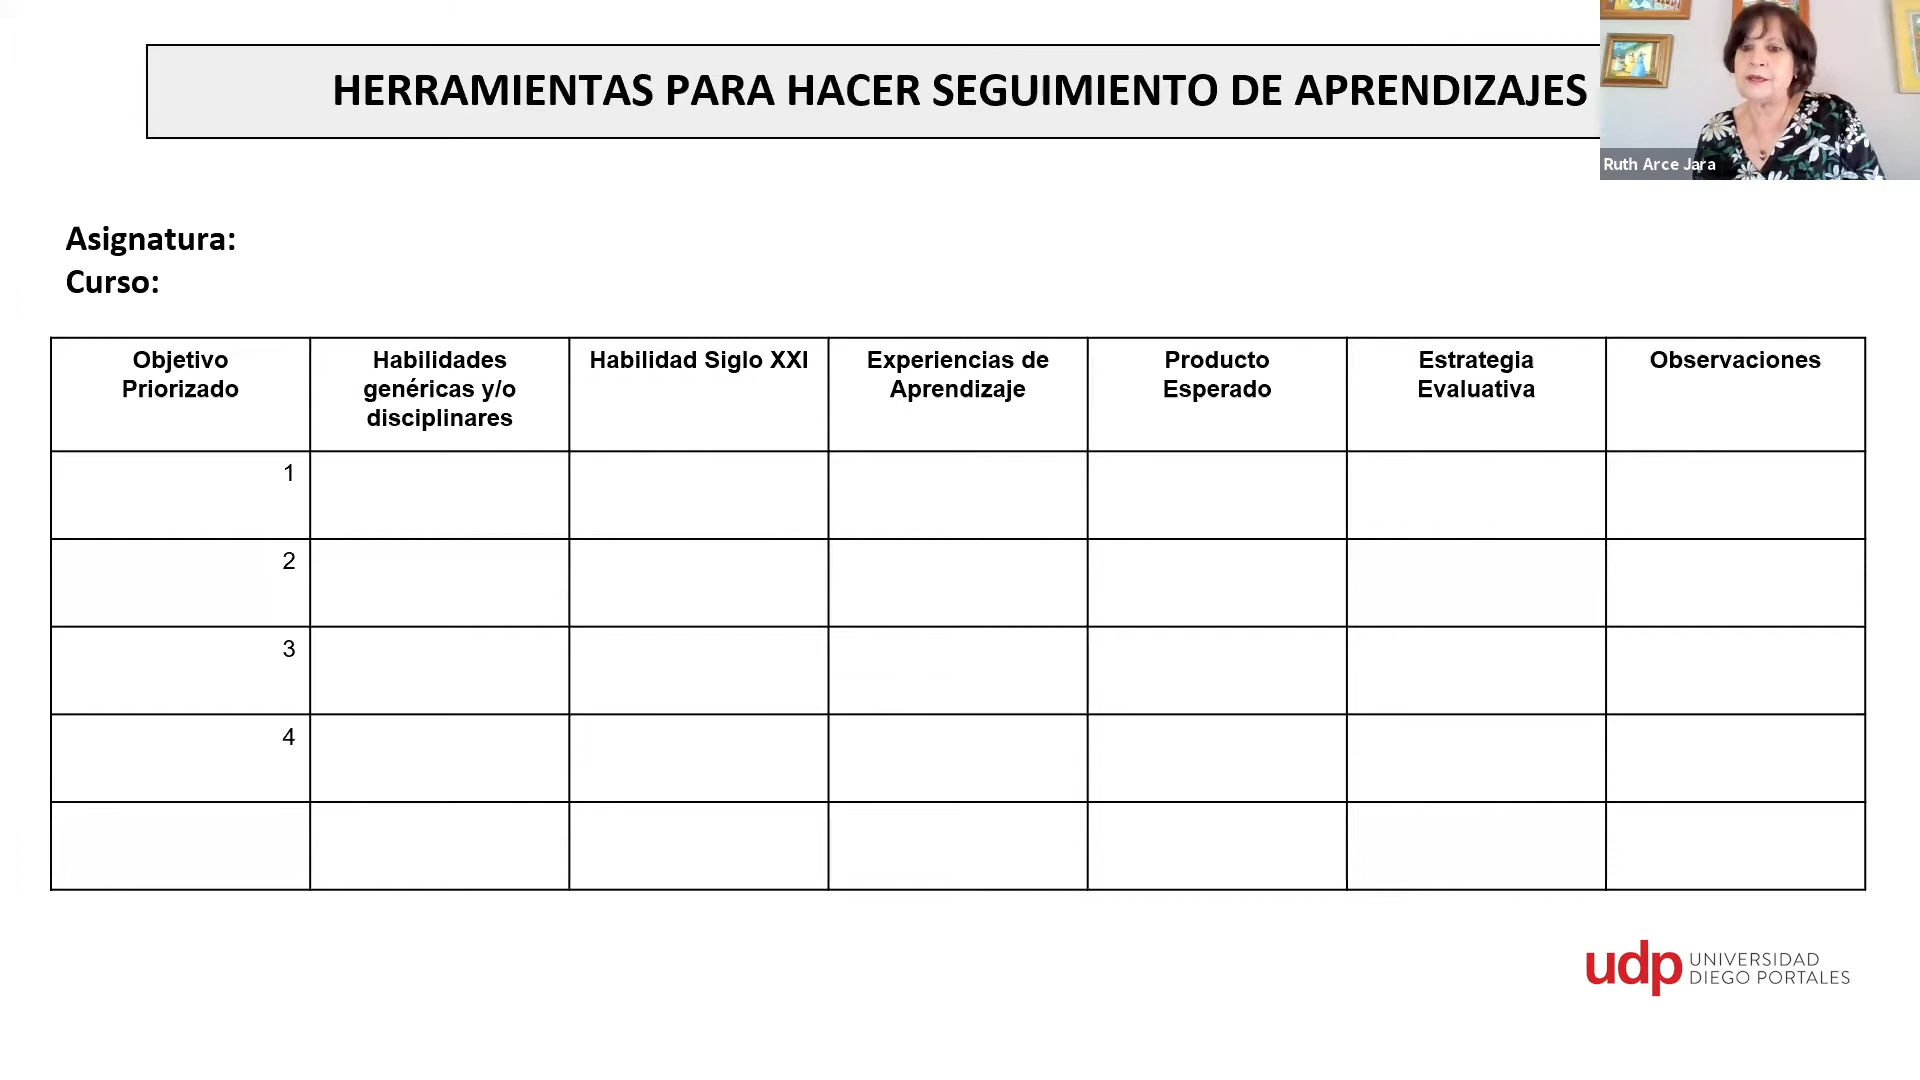 HERRAMIENTAS PARA HACER SEGUIMIENTO DE APRENDIZAJES
Ruth Arce Jara
Asignatura:
Curso:
Objetivo
Priorizado
Habilidades
genéricas y/o
disciplinares
Habilidad Siglo XXI
Experiencias de
Aprendizaje
Producto
Esperado
Estrategia
Evaluativa
Observaciones
1
2
3
4
udp UNIVERSIDAD
DIEGO PORTALES